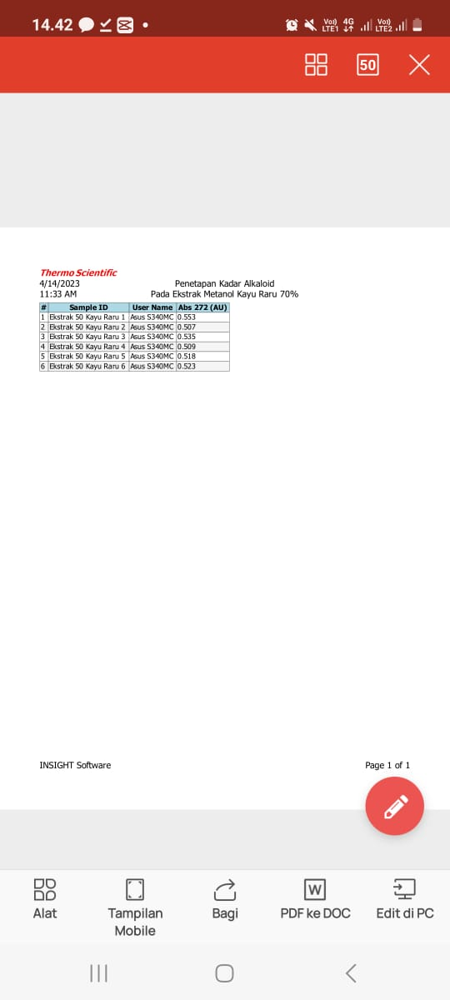 14.42
Vo)) 4G Vo))
LTE1 LTE2
50
Thermo Scientific
4/14/2023 Penetapan Kadar Alkaloid
11:33 AM Pada Ekstrak Metanol Kayu Raru 70%
# Sample ID User Name Abs 272 (AU)
1 Ekstrak 50 Kayu Raru 1 Asus S340MC 0.553
2 Ekstrak 50 Kayu Raru 2 Asus S340MC 0.507
3 Ekstrak 50 Kayu Raru 3 Asus S340MC 0.535
4 Ekstrak 50 Kayu Raru 4 Asus S340MC 0.509
5 Ekstrak 50 Kayu Raru 5 Asus S340MC 0.518
6 Ekstrak 50 Kayu Raru 6 Asus S340MC 0.523
INSIGHT Software Page 1 of 1
W
Alat Tampilan Mobile Bagi PDF ke DOC Edit di PC